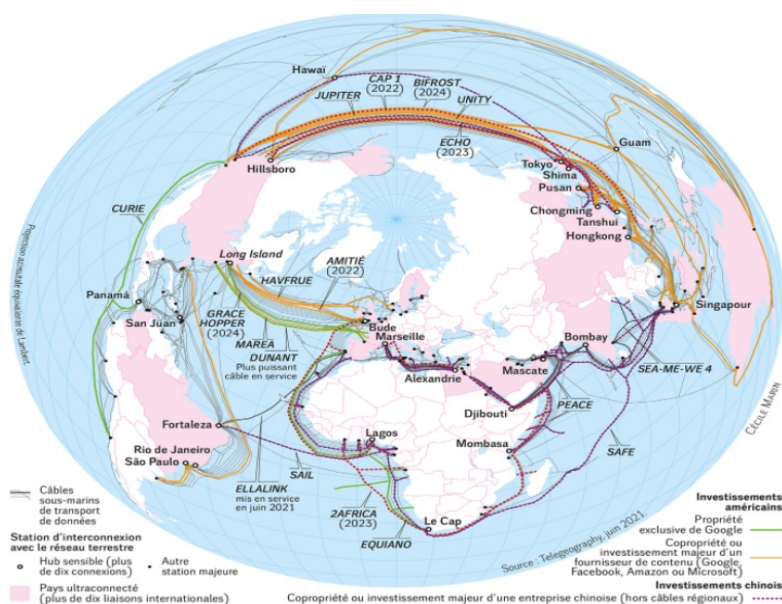 Hawaï
CAP 1
(2022)
BIFROST
(2024)
JUPITER
UNITY
Guam
ECHO
(2023)
Hillsboro
Tokyo
Shima
Pusan
Chongming
Tanshui
Hongkong
CURIE
Projection azimutale équivalente de Lambert
Long Island
AMITIÉ
(2022)
HAVFRUE
Panamá
San Juan
GRACE
HOPPER
(2024)
MAREA
DUNANT
Plus puissant
câble en service
Bude
Marseille
Singapour
Bombay
Alexandrie
Mascate
SEA-ME-WE 4
Djibouti
PEACE
CÉCILE MARIN
Fortaleza
Lagos
Mombasa
Rio de Janeiro
São Paulo
SAIL
SAFE
ELLALINK
mis en service
en juin 2021
2AFRICA
(2023)
Le Cap
EQUIANO
Source : Telegeography, juin 2021
Câbles
sous-marins
de transport
de données
Station d'interconnexion
avec le réseau terrestre
Hub sensible (plus
de dix connexions)
Autre
station majeure
Pays ultraconnecté
(plus de dix liaisons internationales)
Investissements
américains
Propriété
exclusive de Google
Copropriété ou
investissement majeur d'un
fournisseur de contenu (Google,
Facebook, Amazon ou Microsoft)
Investissements chinois
Copropriété ou investissement majeur d'une entreprise chinoise (hors câbles régionaux)